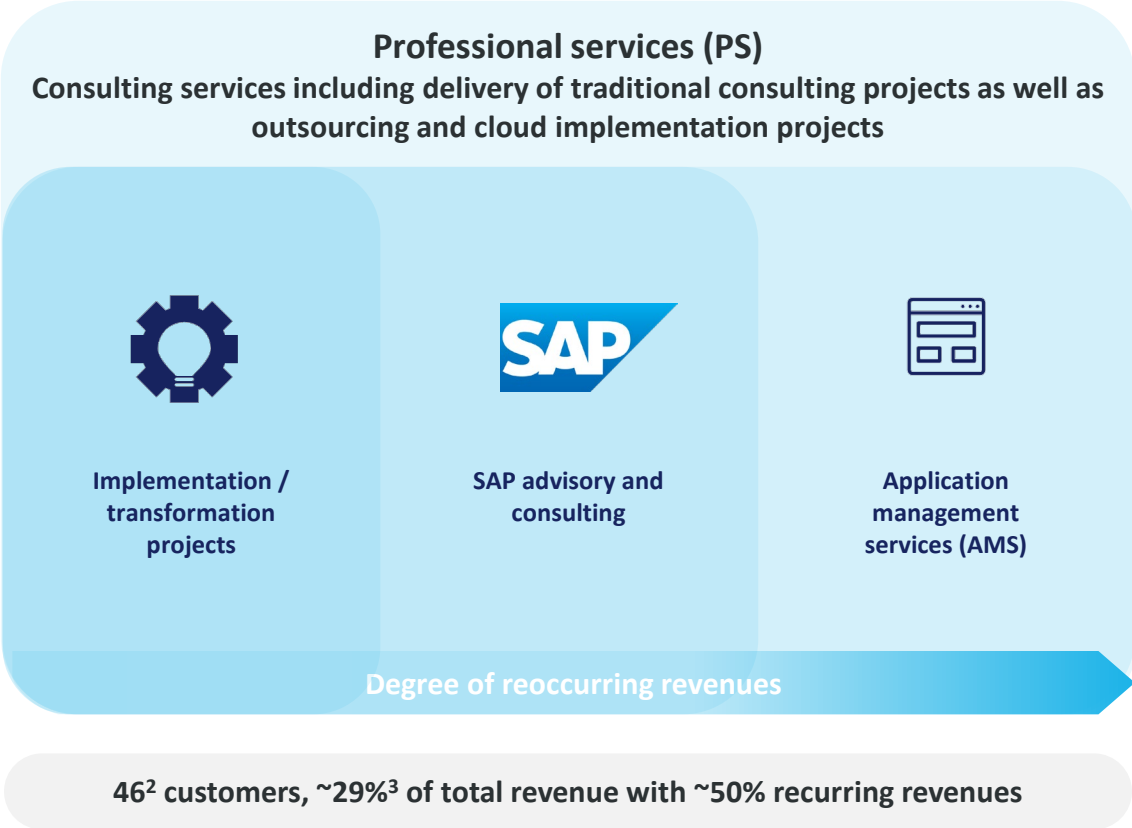 Professional services (PS)
Consulting services including delivery of traditional consulting projects as well as
outsourcing and cloud implementation projects
SAP
Implementation /
transformation
projects
SAP advisory and
consulting
Application
management
services (AMS)
Degree of reoccurring revenues
46² customers, ~29%³ of total revenue with ~50% recurring revenues